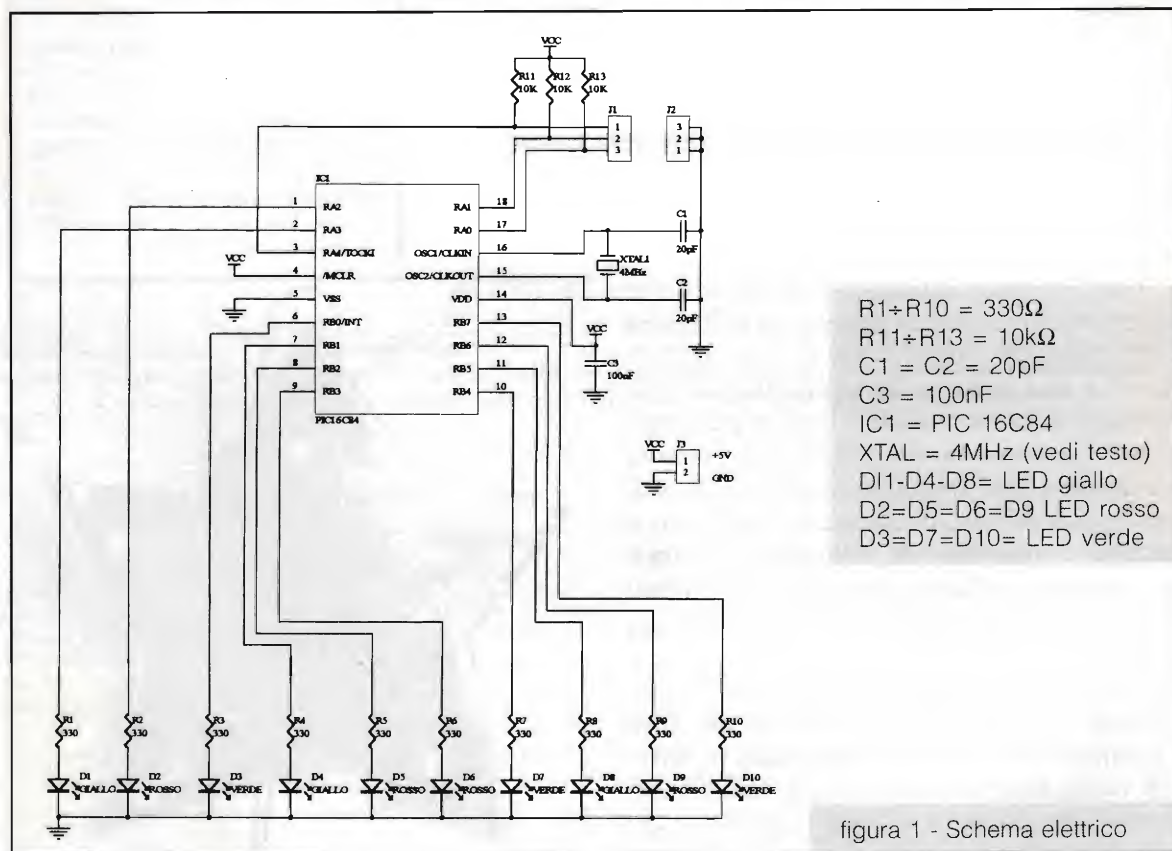 VCC
R11 R12 R13
10K 10K 10K
J1 J2
1 3
2 2
3 1
IC1
1 RA2 RA1 18
2 RA3 RA0 17
3 RA4/TOCKI OSC1/CLKIN 16
VCC 4 /MCLR OSC2/CLKOUT 15
5 VSS VDD 14
6 RB0/INT RB7 13
7 RB1 RB6 12
8 RB2 RB5 11
9 RB3 RB4 10
PIC16C84
C1
20pF
XTAL1
4MHz
C2
20pF
VCC
C3
100nF
VCC J3
1 +5V
2 GND
R1÷R10 = 330Ω
R11÷R13 = 10kΩ
C1 = C2 = 20pF
C3 = 100nF
IC1 = PIC 16C84
XTAL = 4MHz (vedi testo)
DI1-D4-D8= LED giallo
D2=D5=D6=D9 LED rosso
D3=D7=D10= LED verde
R1 R2 R3 R4 R5 R6 R7 R8 R9 R10
330 330 330 330 330 330 330 330 330 330
D1 D2 D3 D4 D5 D6 D7 D8 D9 D10
GIALLO ROSSO VERDE GIALLO ROSSO ROSSO VERDE GIALLO ROSSO VERDE
figura 1 - Schema elettrico